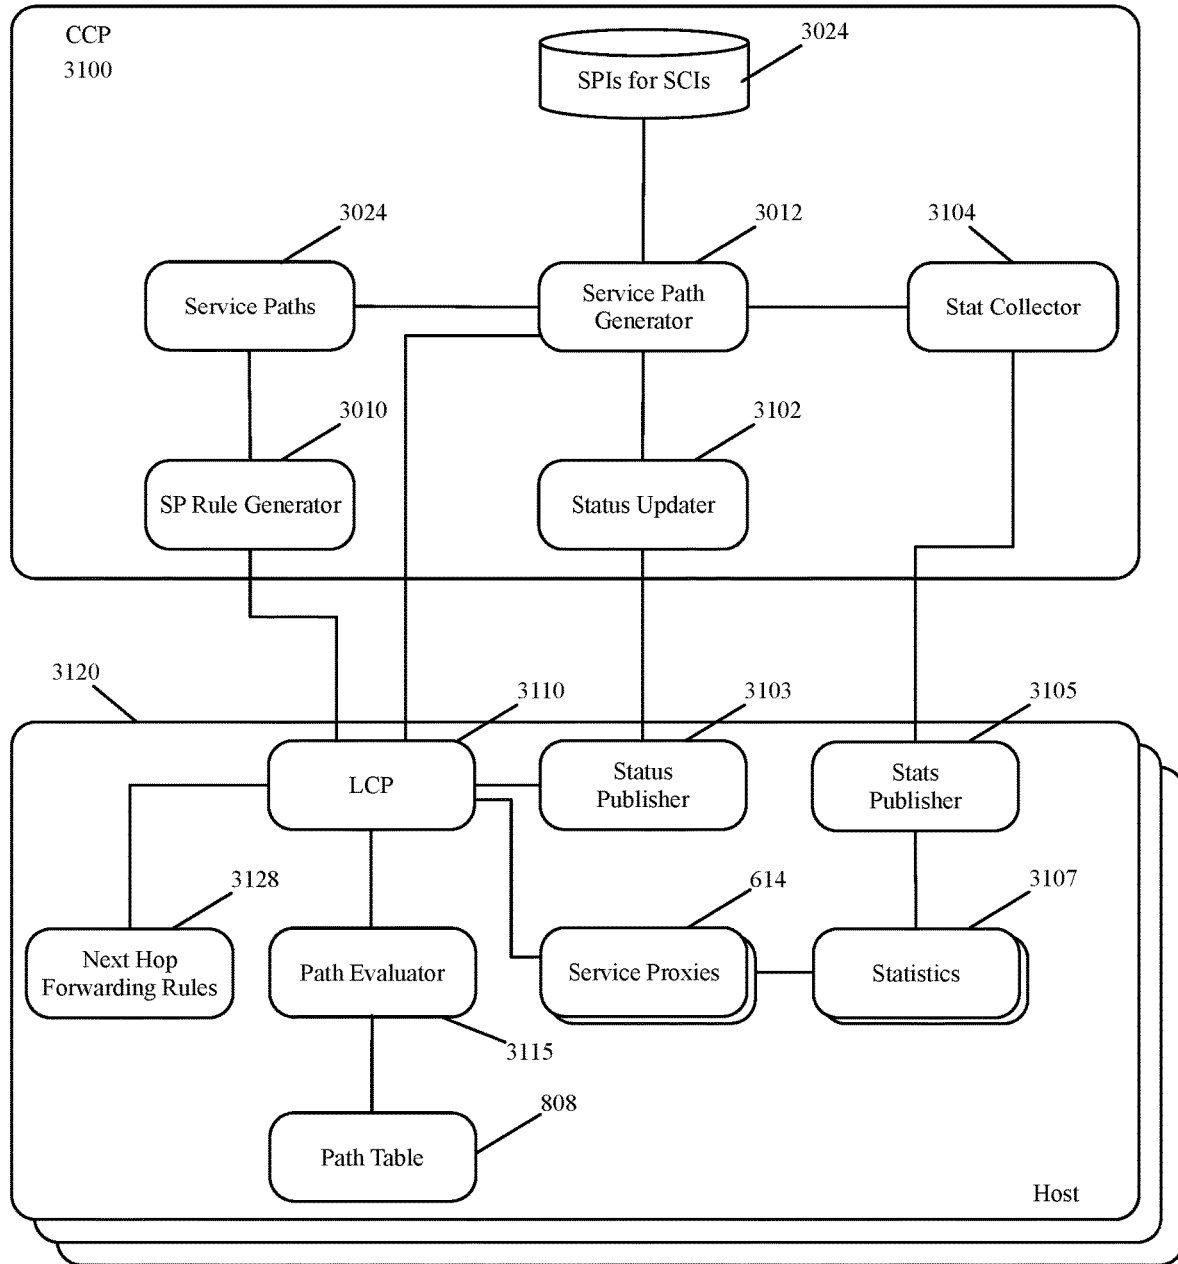 CCP
3100
3024
SPIs for SCIs
3024
3012
3104
Service Paths
Service Path
Generator
Stat Collector
3010
3102
SP Rule Generator
Status Updater
3120
3110
3103
3105
LCP
Status
Publisher
Stats
Publisher
3128
614
3107
Next Hop
Forwarding Rules
Path Evaluator
Service Proxies
Statistics
3115
808
Path Table
Host